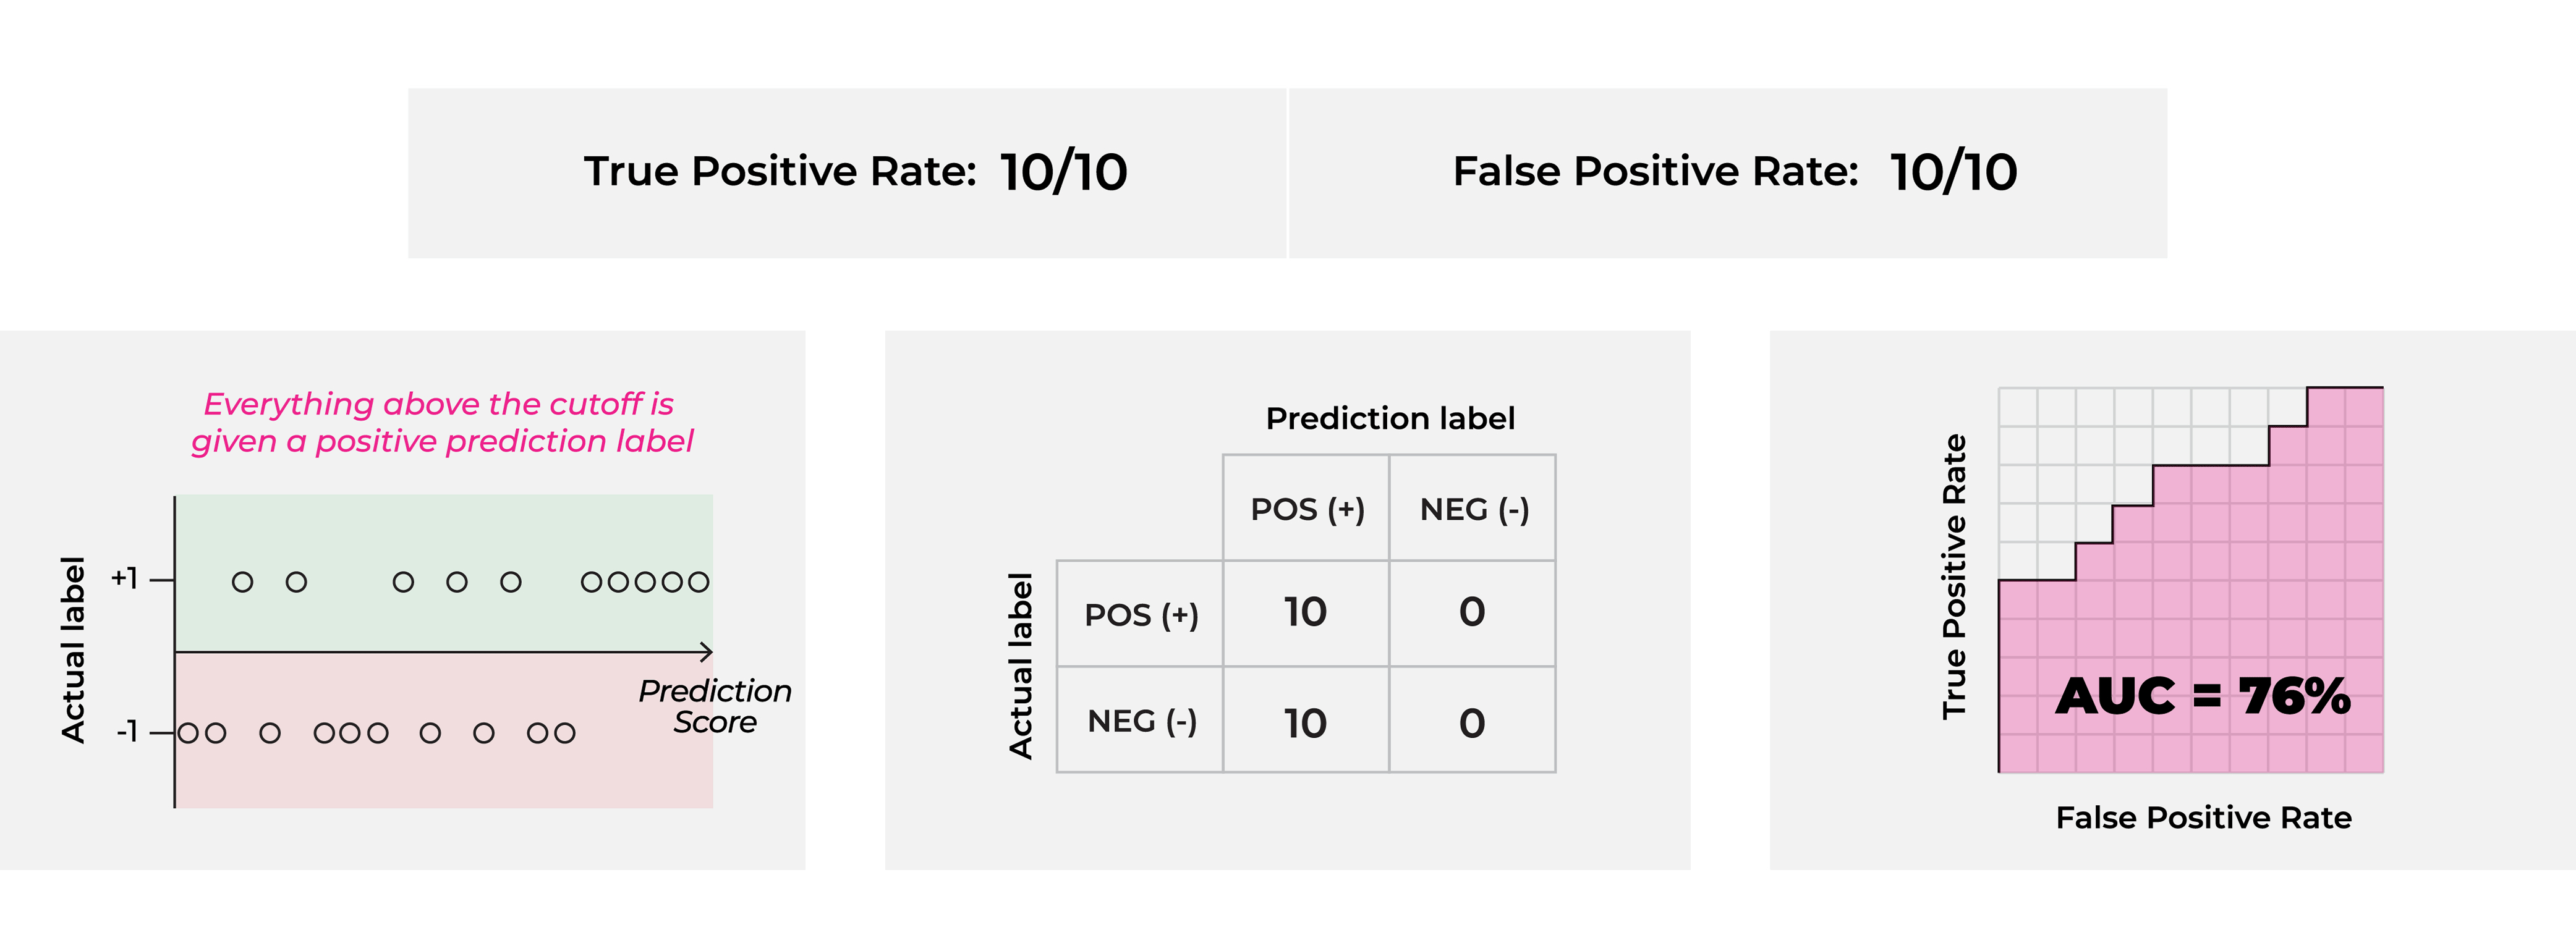 True Positive Rate: 10/10
False Positive Rate: 10/10
Everything above the cutoff is
given a positive prediction label
Actual label
+1
-1
Prediction
Score
Prediction label
POS (+) NEG (-)
Actual label
POS (+) 10 0
NEG (-) 10 0
True Positive Rate
AUC = 76%
False Positive Rate